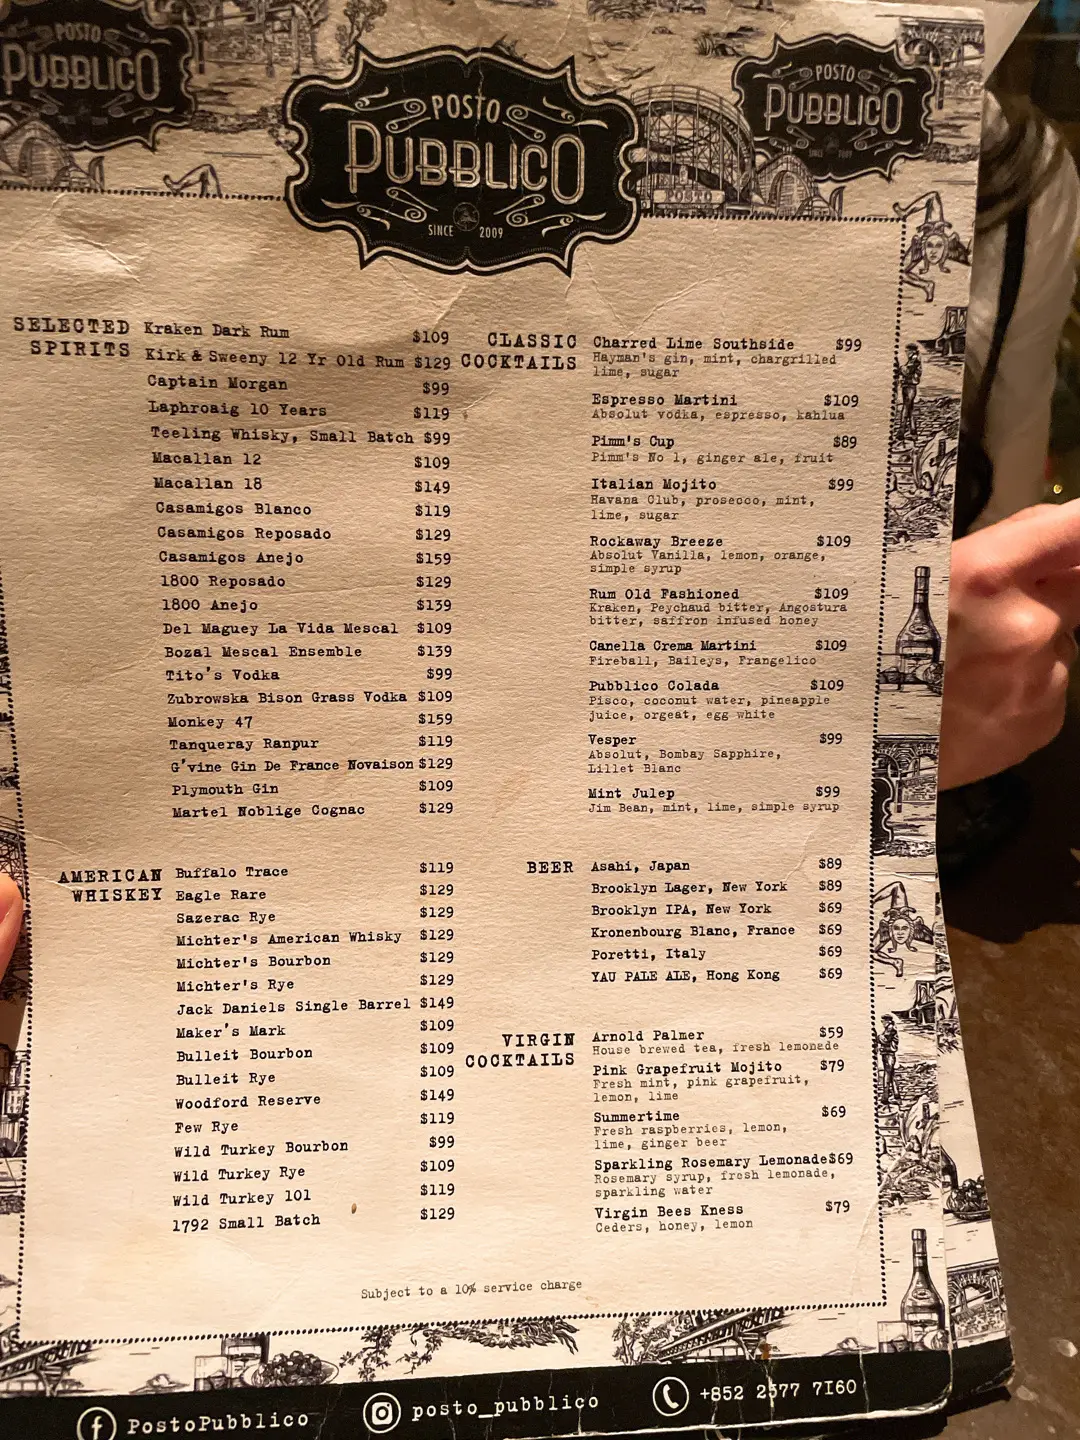 POSTO
PUBBLICO
POSTO
PUBBLICO
SINCE 2009
POSTO
PUBBLICO
SINCE 2009
POSTO
SELECTED
SPIRITS
Kraken Dark Rum $109
Kirk & Sweeny 12 Yr Old Rum $129
Captain Morgan $99
Laphroaig 10 Years $119
Teeling Whisky, Small Batch $99
Macallan 12 $109
Macallan 18 $149
Casamigos Blanco $119
Casamigos Reposado $129
Casamigos Anejo $159
1800 Reposado $129
1800 Anejo $139
Del Maguey La Vida Mescal $109
Bozal Mescal Ensemble $139
Tito's Vodka $99
Zubrowska Bison Grass Vodka $109
Monkey 47 $159
Tanqueray Ranpur $119
G'vine Gin De France Novaison $129
Plymouth Gin $109
Martel Noblige Cognac $129
AMERICAN
WHISKEY
Buffalo Trace $119
Eagle Rare $129
Sazerac Rye $129
Michter's American Whisky $129
Michter's Bourbon $129
Michter's Rye $129
Jack Daniels Single Barrel $149
Maker's Mark $109
Bulleit Bourbon $109
Bulleit Rye $109
Woodford Reserve $149
Few Rye $119
Wild Turkey Bourbon $99
Wild Turkey Rye $109
Wild Turkey 101 $119
1792 Small Batch $129
CLASSIC
COCKTAILS
Charred Lime Southside $99
Hayman's gin, mint, chargrilled
lime, sugar
Espresso Martini $109
Absolut vodka, espresso, kahlua
Pimm's Cup $89
Pimm's No 1, ginger ale, fruit
Italian Mojito $99
Havana Club, prosecco, mint,
lime, sugar
Rockaway Breeze $109
Absolut Vanilla, lemon, orange,
simple syrup
Rum Old Fashioned $109
Kraken, Peychaud bitter, Angostura
bitter, saffron infused honey
Canella Crema Martini $109
Fireball, Baileys, Frangelico
Pubblico Colada $109
Pisco, coconut water, pineapple
juice, orgeat, egg white
Vesper $99
Absolut, Bombay Sapphire,
Lillet Blanc
Mint Julep $99
Jim Bean, mint, lime, simple syrup
BEER
Asahi, Japan $89
Brooklyn Lager, New York $89
Brooklyn IPA, New York $69
Kronenbourg Blanc, France $69
Poretti, Italy $69
YAU PALE ALE, Hong Kong $69
VIRGIN
COCKTAILS
Arnold Palmer $59
House brewed tea, fresh lemonade
Pink Grapefruit Mojito $79
Fresh mint, pink grapefruit,
lemon, lime
Summertime $69
Fresh raspberries, lemon,
lime, ginger beer
Sparkling Rosemary Lemonade $69
Rosemary syrup, fresh lemonade,
sparkling water
Virgin Bees Kness $79
Ceders, honey, lemon
Subject to a 10% service charge
PostoPubblico
posto_pubblico
+852 2577 7160